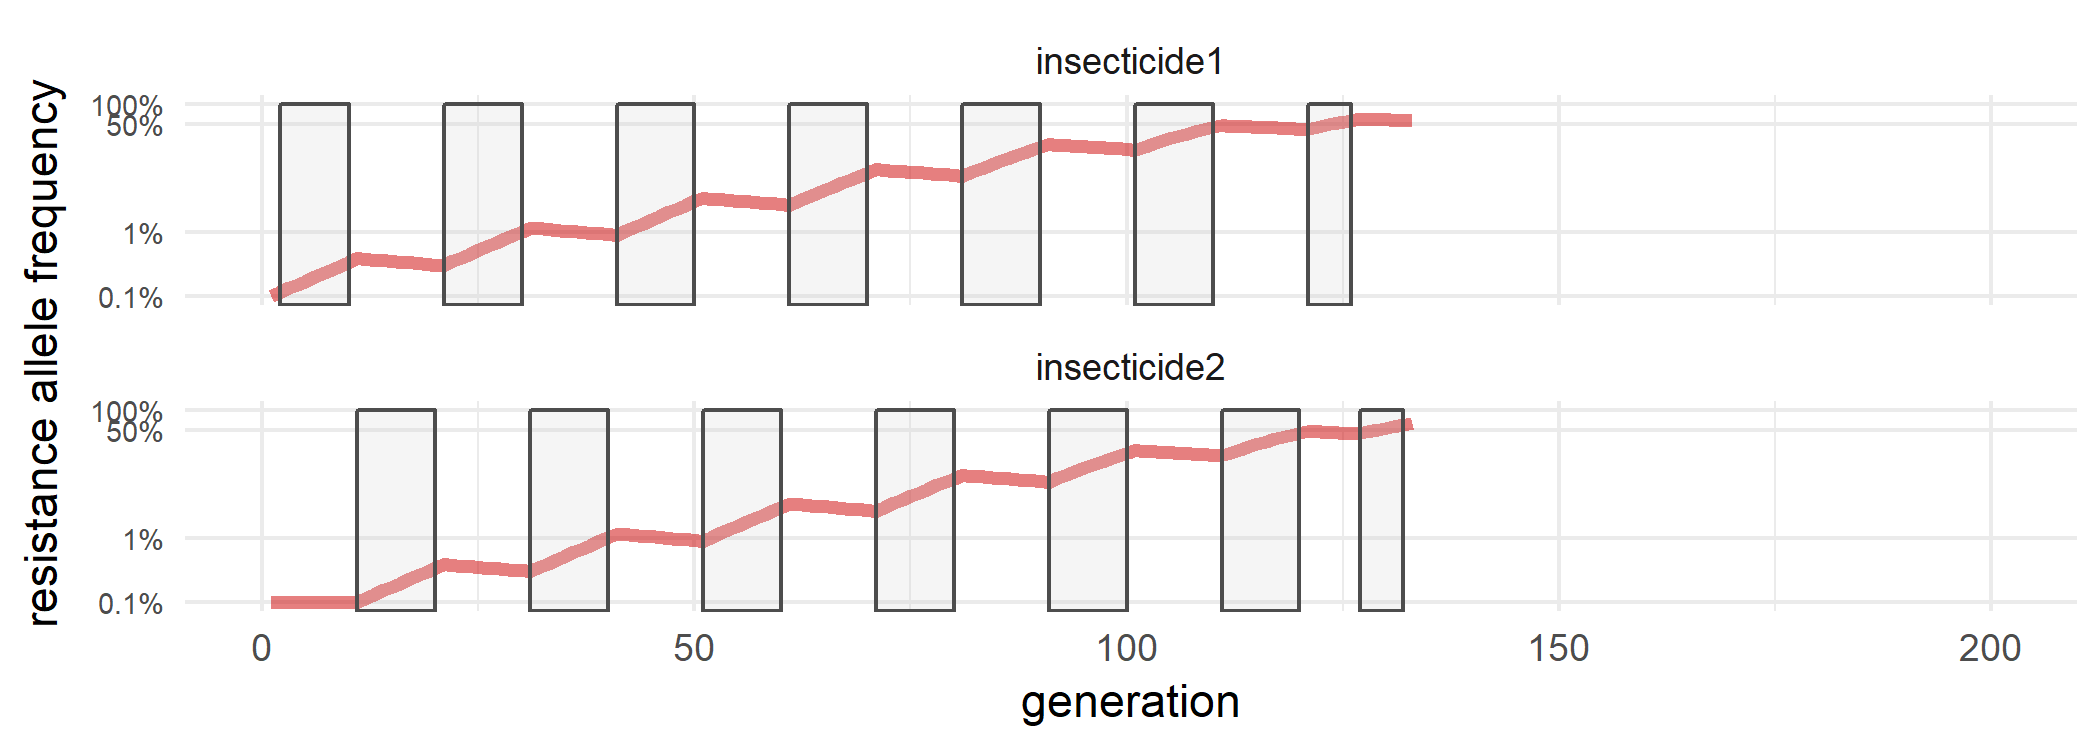 insecticide1
100%
50%
1%
0.1%
insecticide2
100%
50%
1%
0.1%
resistance allele frequency
0 50 100 150 200
generation